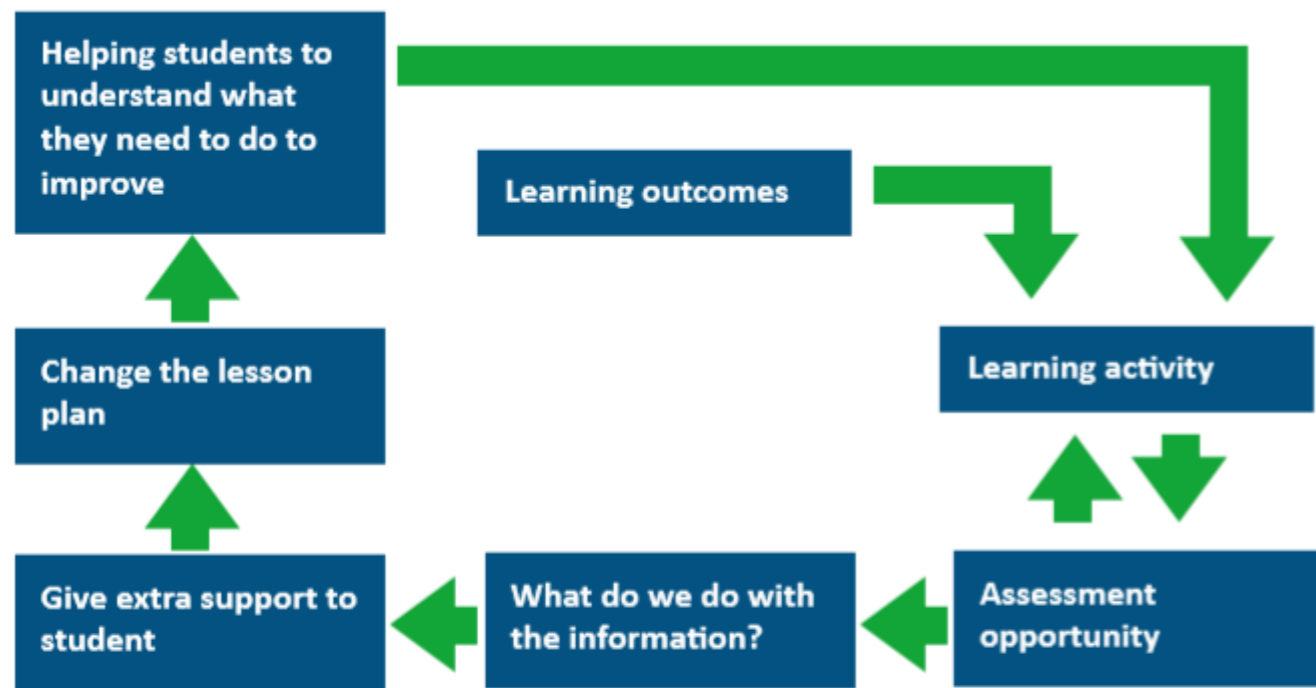 Helping students to
understand what
they need to do to
improve
Learning outcomes
Learning activity
Change the lesson
plan
Give extra support to
student
What do we do with
the information?
Assessment
opportunity